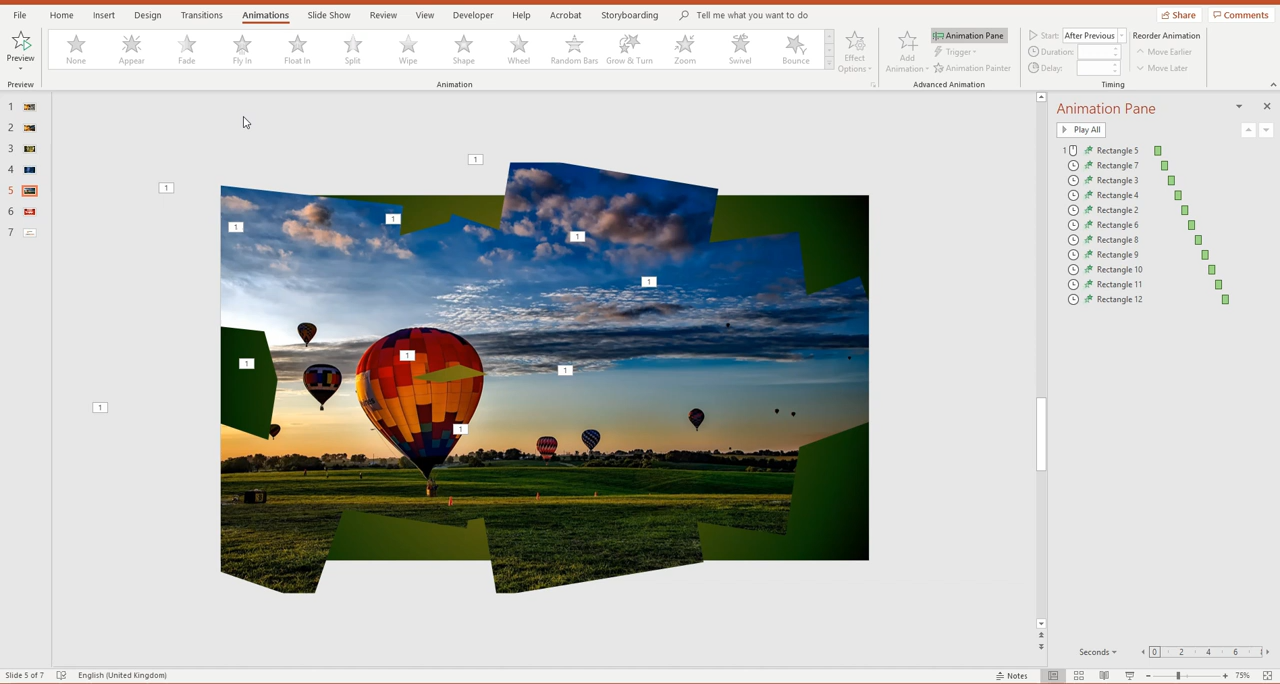 File Home Insert Design Transitions Animations Slide Show Review View Developer Help Acrobat Storyboarding Tell me what you want to do Share Comments
Preview
None Appear Fade Fly In Float In Split Wipe Shape Wheel Random Bars Grow & Turn Zoom Swivel Bounce
Effect Options
Add Animation
Animation Pane
Trigger
Animation Painter
Start: After Previous
Duration:
Delay:
Reorder Animation
Move Earlier
Move Later
Preview Animation Advanced Animation Timing
1
2
3
4
5
6
7
1
1
1
1
1
1
1
1
1
1
1
Animation Pane
Play All
1 Rectangle 5
Rectangle 7
Rectangle 3
Rectangle 4
Rectangle 2
Rectangle 6
Rectangle 8
Rectangle 9
Rectangle 10
Rectangle 11
Rectangle 12
Seconds 0 2 4 6
Slide 5 of 7 English (United Kingdom) Notes 75%